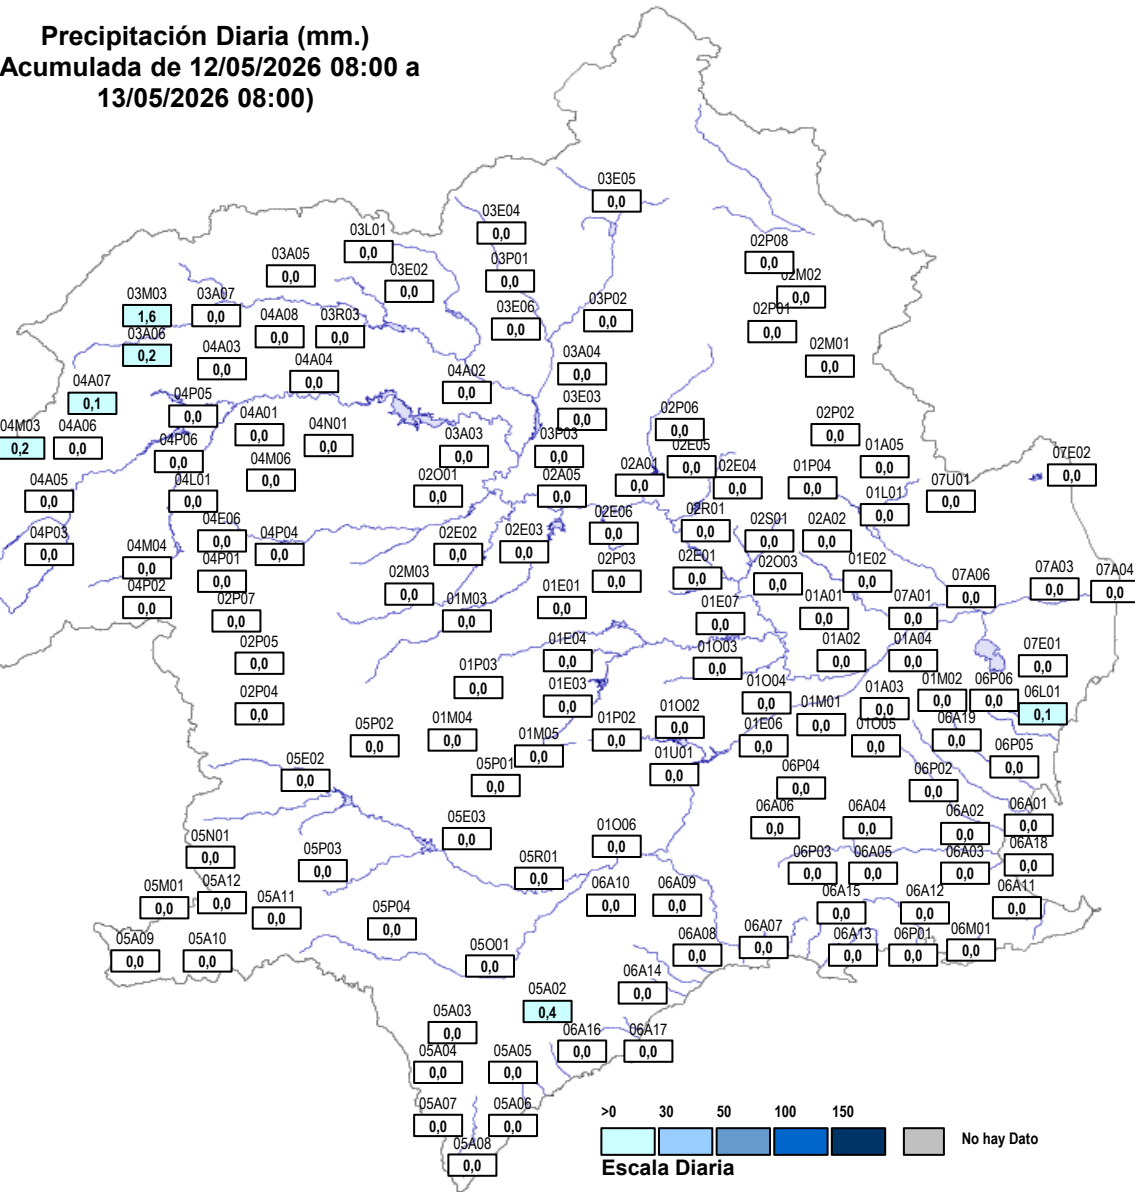 Precipitación Diaria (mm.)
Acumulada de 12/05/2026 08:00 a
13/05/2026 08:00)
03E05
0,0
03E04
0,0
03L01
0,0
02P08
0,0
03A05
0,0
03P01
0,0
03E02
0,0
02M02
0,0
03M03
1,6
03A07
0,0
03P02
0,0
03E06
0,0
02P01
0,0
04A08
0,0
03R03
0,0
03A06
0,2
04A03
0,0
03A04
0,0
02M01
0,0
04A04
0,0
04A02
0,0
04A07
0,1
04P05
0,0
03E03
0,0
02P06
0,0
04A01
0,0
02P02
0,0
04M03
0,2
04A06
0,0
04N01
0,0
04P06
0,0
03A03
0,0
03P03
0,0
02E05
0,0
01A05
0,0
07E02
0,0
04M06
0,0
02A01
0,0
02E04
0,0
01P04
0,0
04A05
0,0
04L01
0,0
02O01
0,0
02A05
0,0
07U01
0,0
01L01
0,0
04E06
0,0
02E06
0,0
02R01
0,0
02S01
0,0
02A02
0,0
04P03
0,0
04P04
0,0
02E02
0,0
02E03
0,0
04M04
0,0
04P01
0,0
02P03
0,0
02E01
0,0
02O03
0,0
01E02
0,0
07A03
0,0
07A04
0,0
02M03
0,0
07A06
0,0
04P02
0,0
01E01
0,0
02P07
0,0
01M03
0,0
01E07
0,0
01A01
0,0
07A01
0,0
02P05
0,0
01E04
0,0
01O03
0,0
01A02
0,0
01A04
0,0
07E01
0,0
01P03
0,0
02P04
0,0
01E03
0,0
01O04
0,0
01A03
0,0
01M02
0,0
06P06
0,0
06L01
0,1
05P02
0,0
01M04
0,0
01P02
0,0
01O02
0,0
01M01
0,0
01E06
0,0
01O05
0,0
06A19
0,0
01M05
0,0
05E02
0,0
05P01
0,0
01U01
0,0
06P04
0,0
06P02
0,0
06P05
0,0
05E03
0,0
01O06
0,0
06A06
0,0
06A04
0,0
06A02
0,0
06A01
0,0
05N01
0,0
05P03
0,0
05R01
0,0
06P03
0,0
06A05
0,0
06A03
0,0
06A18
0,0
05M01
0,0
05A12
0,0
05A11
0,0
06A10
0,0
06A09
0,0
06A15
0,0
06A12
0,0
06A11
0,0
05P04
0,0
05A09
0,0
05A10
0,0
05O01
0,0
06A08
0,0
06A07
0,0
06A13
0,0
06P01
0,0
06M01
0,0
06A14
0,0
05A02
0,4
05A03
0,0
06A16
0,0
06A17
0,0
05A04
0,0
05A05
0,0
05A07
0,0
05A06
0,0
05A08
0,0
>0 30 50 100 150
No hay Dato
Escala Diaria